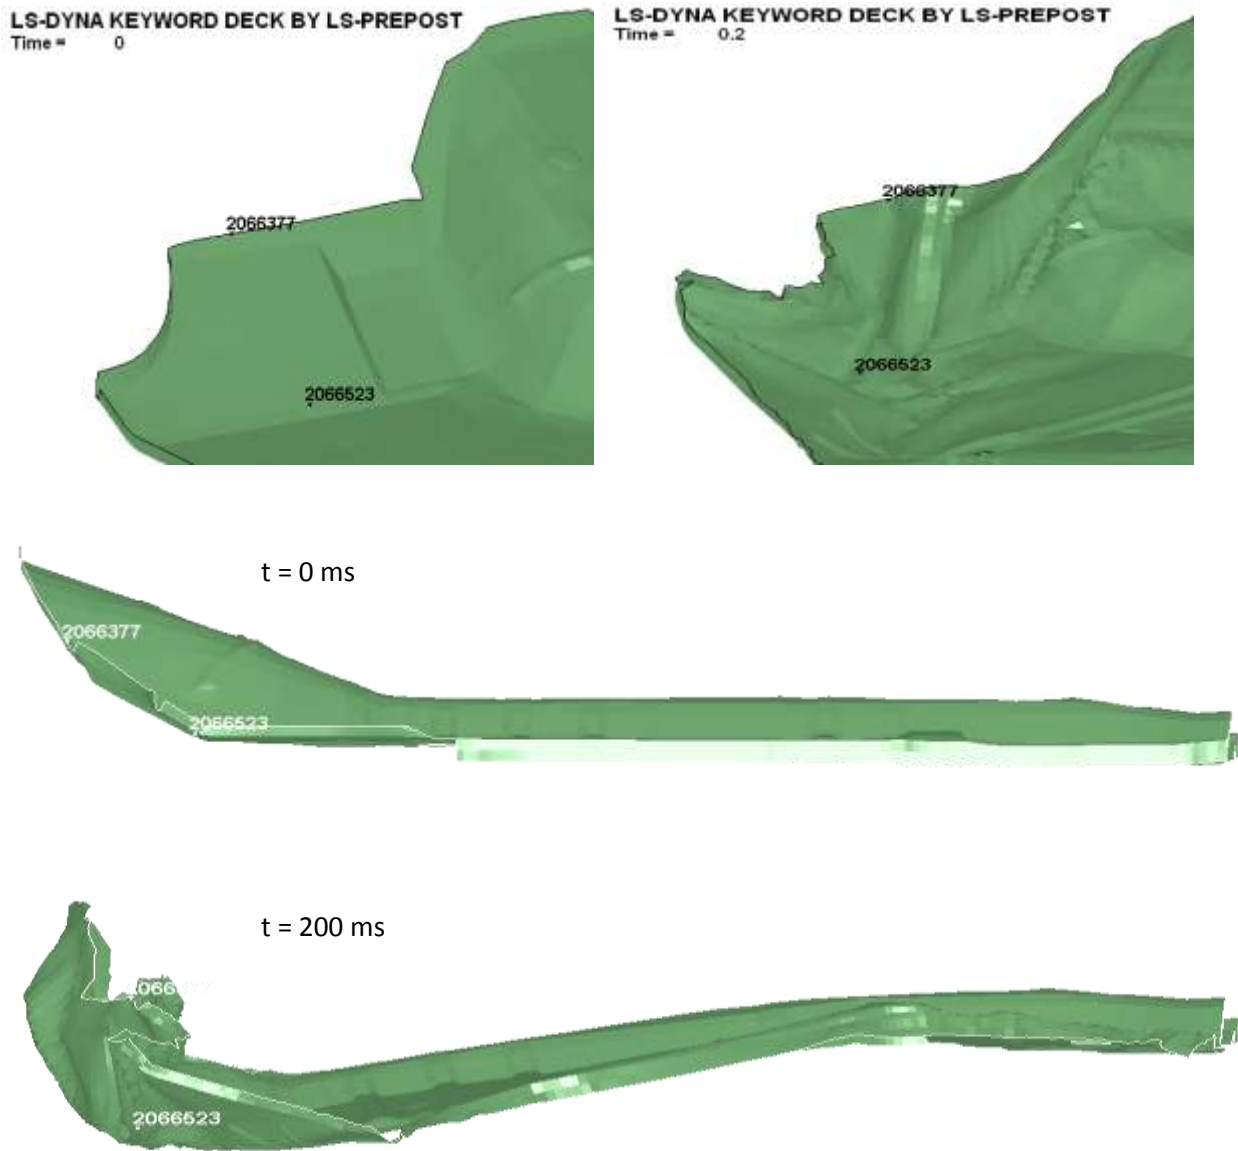 LS-DYNA KEYWORD DECK BY LS-PREPOST
Time = 0
2066377
2066523
LS-DYNA KEYWORD DECK BY LS-PREPOST
Time = 0.2
2066377
2066523
t = 0 ms
2066377
2066523
t = 200 ms
2066523